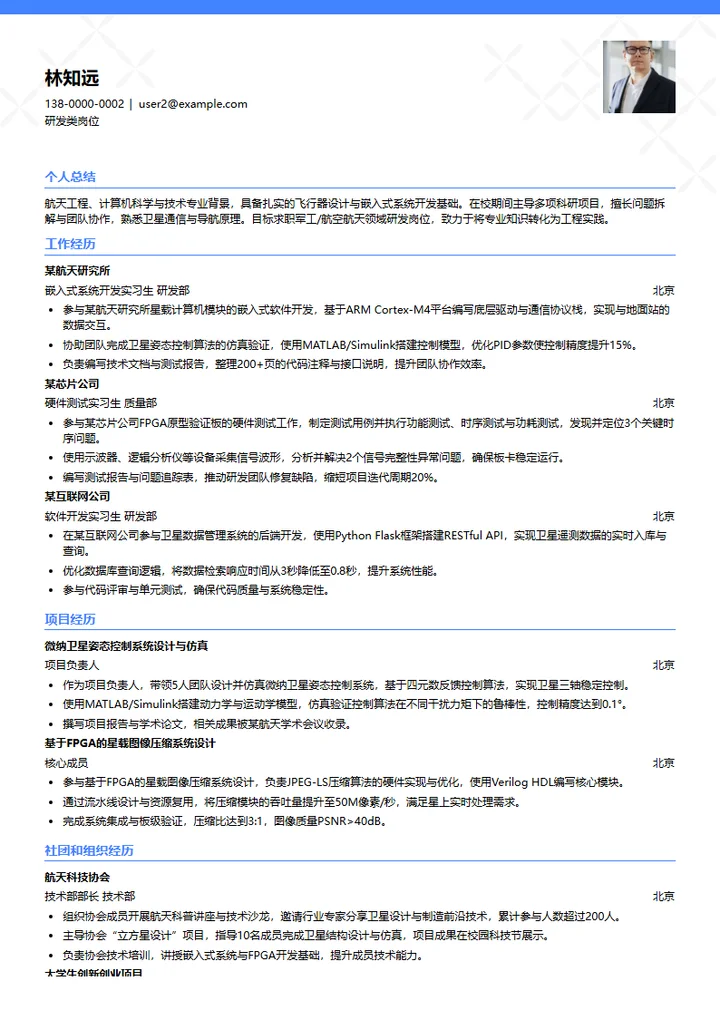 林知远
138-0000-0002 | user2@example.com
研发类岗位
个人总结
航天工程、计算机科学与技术专业背景，具备扎实的飞行器设计与嵌入式系统开发基础。在校期间主导多项科研项目，擅长问题拆
解与团队协作，熟悉卫星通信与导航原理。目标求职军工/航空航天领域研发岗位，致力于将专业知识转化为工程实践。
工作经历
某航天研究所
嵌入式系统开发实习生 研发部 北京
• 参与某航天研究所星载计算机模块的嵌入式软件开发，基于ARM Cortex-M4平台编写底层驱动与通信协议栈，实现与地面站的
数据交互。
• 协助团队完成卫星姿态控制算法的仿真验证，使用MATLAB/Simulink搭建控制模型，优化PID参数使控制精度提升15%。
• 负责编写技术文档与测试报告，整理200+页的代码注释与接口说明，提升团队协作效率。
某芯片公司
硬件测试实习生 质量部 北京
• 参与某芯片公司FPGA原型验证板的硬件测试工作，制定测试用例并执行功能测试、时序测试与功耗测试，发现并定位3个关键时
序问题。
• 使用示波器、逻辑分析仪等设备采集信号波形，分析并解决2个信号完整性异常问题，确保板卡稳定运行。
• 编写测试报告与问题追踪表，推动研发团队修复缺陷，缩短项目迭代周期20%。
某互联网公司
软件开发实习生 研发部 北京
• 在某互联网公司参与卫星数据管理系统的后端开发，使用Python Flask框架搭建RESTful API，实现卫星遥测数据的实时入库与
查询。
• 优化数据库查询逻辑，将数据检索响应时间从3秒降低至0.8秒，提升系统性能。
• 参与代码评审与单元测试，确保代码质量与系统稳定性。
项目经历
微纳卫星姿态控制系统设计与仿真
项目负责人 北京
• 作为项目负责人，带领5人团队设计并仿真微纳卫星姿态控制系统，基于四元数反馈控制算法，实现卫星三轴稳定控制。
• 使用MATLAB/Simulink搭建动力学与运动学模型，仿真验证控制算法在不同干扰力矩下的鲁棒性，控制精度达到0.1°。
• 撰写项目报告与学术论文，相关成果被某航天学术会议收录。
基于FPGA的星载图像压缩系统设计
核心成员 北京
• 参与基于FPGA的星载图像压缩系统设计，负责JPEG-LS压缩算法的硬件实现与优化，使用Verilog HDL编写核心模块。
• 通过流水线设计与资源复用，将压缩模块的吞吐量提升至50M像素/秒，满足星上实时处理需求。
• 完成系统集成与板级验证，压缩比达到3:1，图像质量PSNR>40dB。
社团和组织经历
航天科技协会
技术部部长 技术部 北京
• 组织协会成员开展航天科普讲座与技术沙龙，邀请行业专家分享卫星设计与制造前沿技术，累计参与人数超过200人。
• 主导协会“立方星设计”项目，指导10名成员完成卫星结构设计与仿真，项目成果在校园科技节展示。
• 负责协会技术培训，讲授嵌入式系统与FPGA开发基础，提升成员技术能力。
大学生创新创业项目